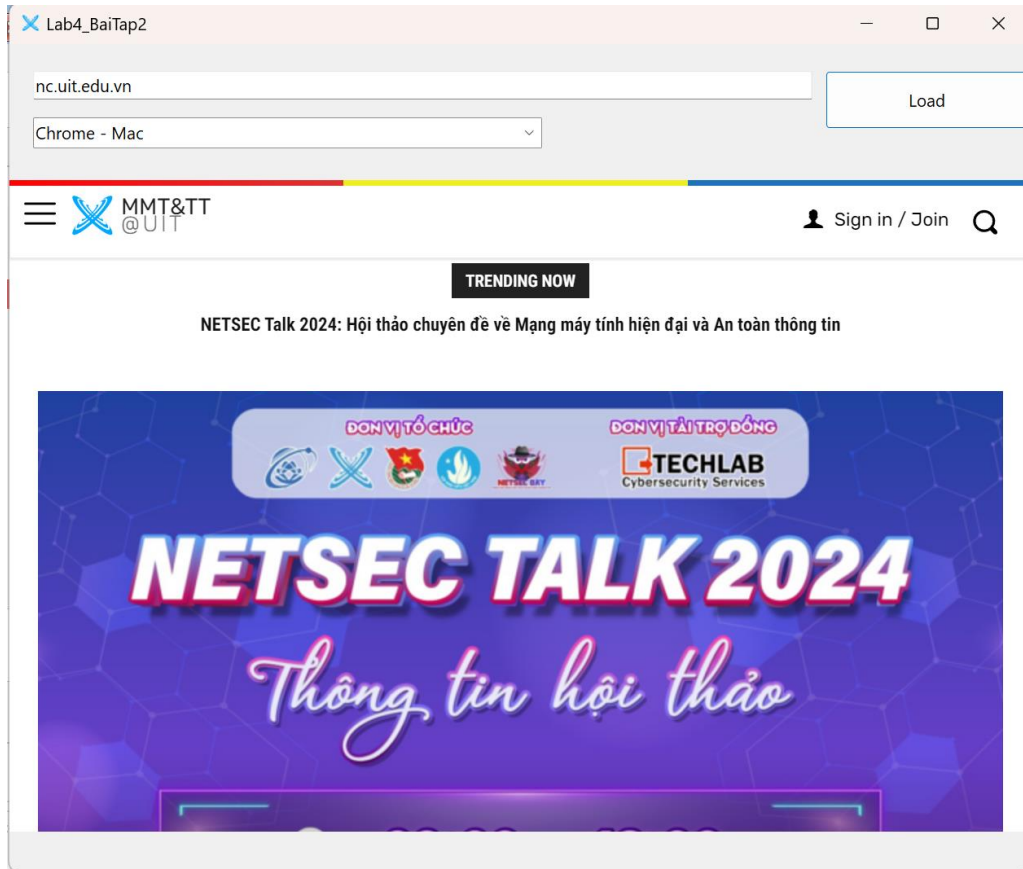 Lab4_BaiTap2
nc.uit.edu.vn
Load
Chrome - Mac
MMT&TT
@UIT
Sign in / Join
TRENDING NOW
NETSEC Talk 2024: Hội thảo chuyên đề về Mạng máy tính hiện đại và An toàn thông tin
ĐƠN VỊ TỔ CHỨC
ĐƠN VỊ TÀI TRỢ ĐỒNG
NETSEC DAY
TECHLAB
Cybersecurity Services
NETSEC TALK 2024
Thông tin hội thảo